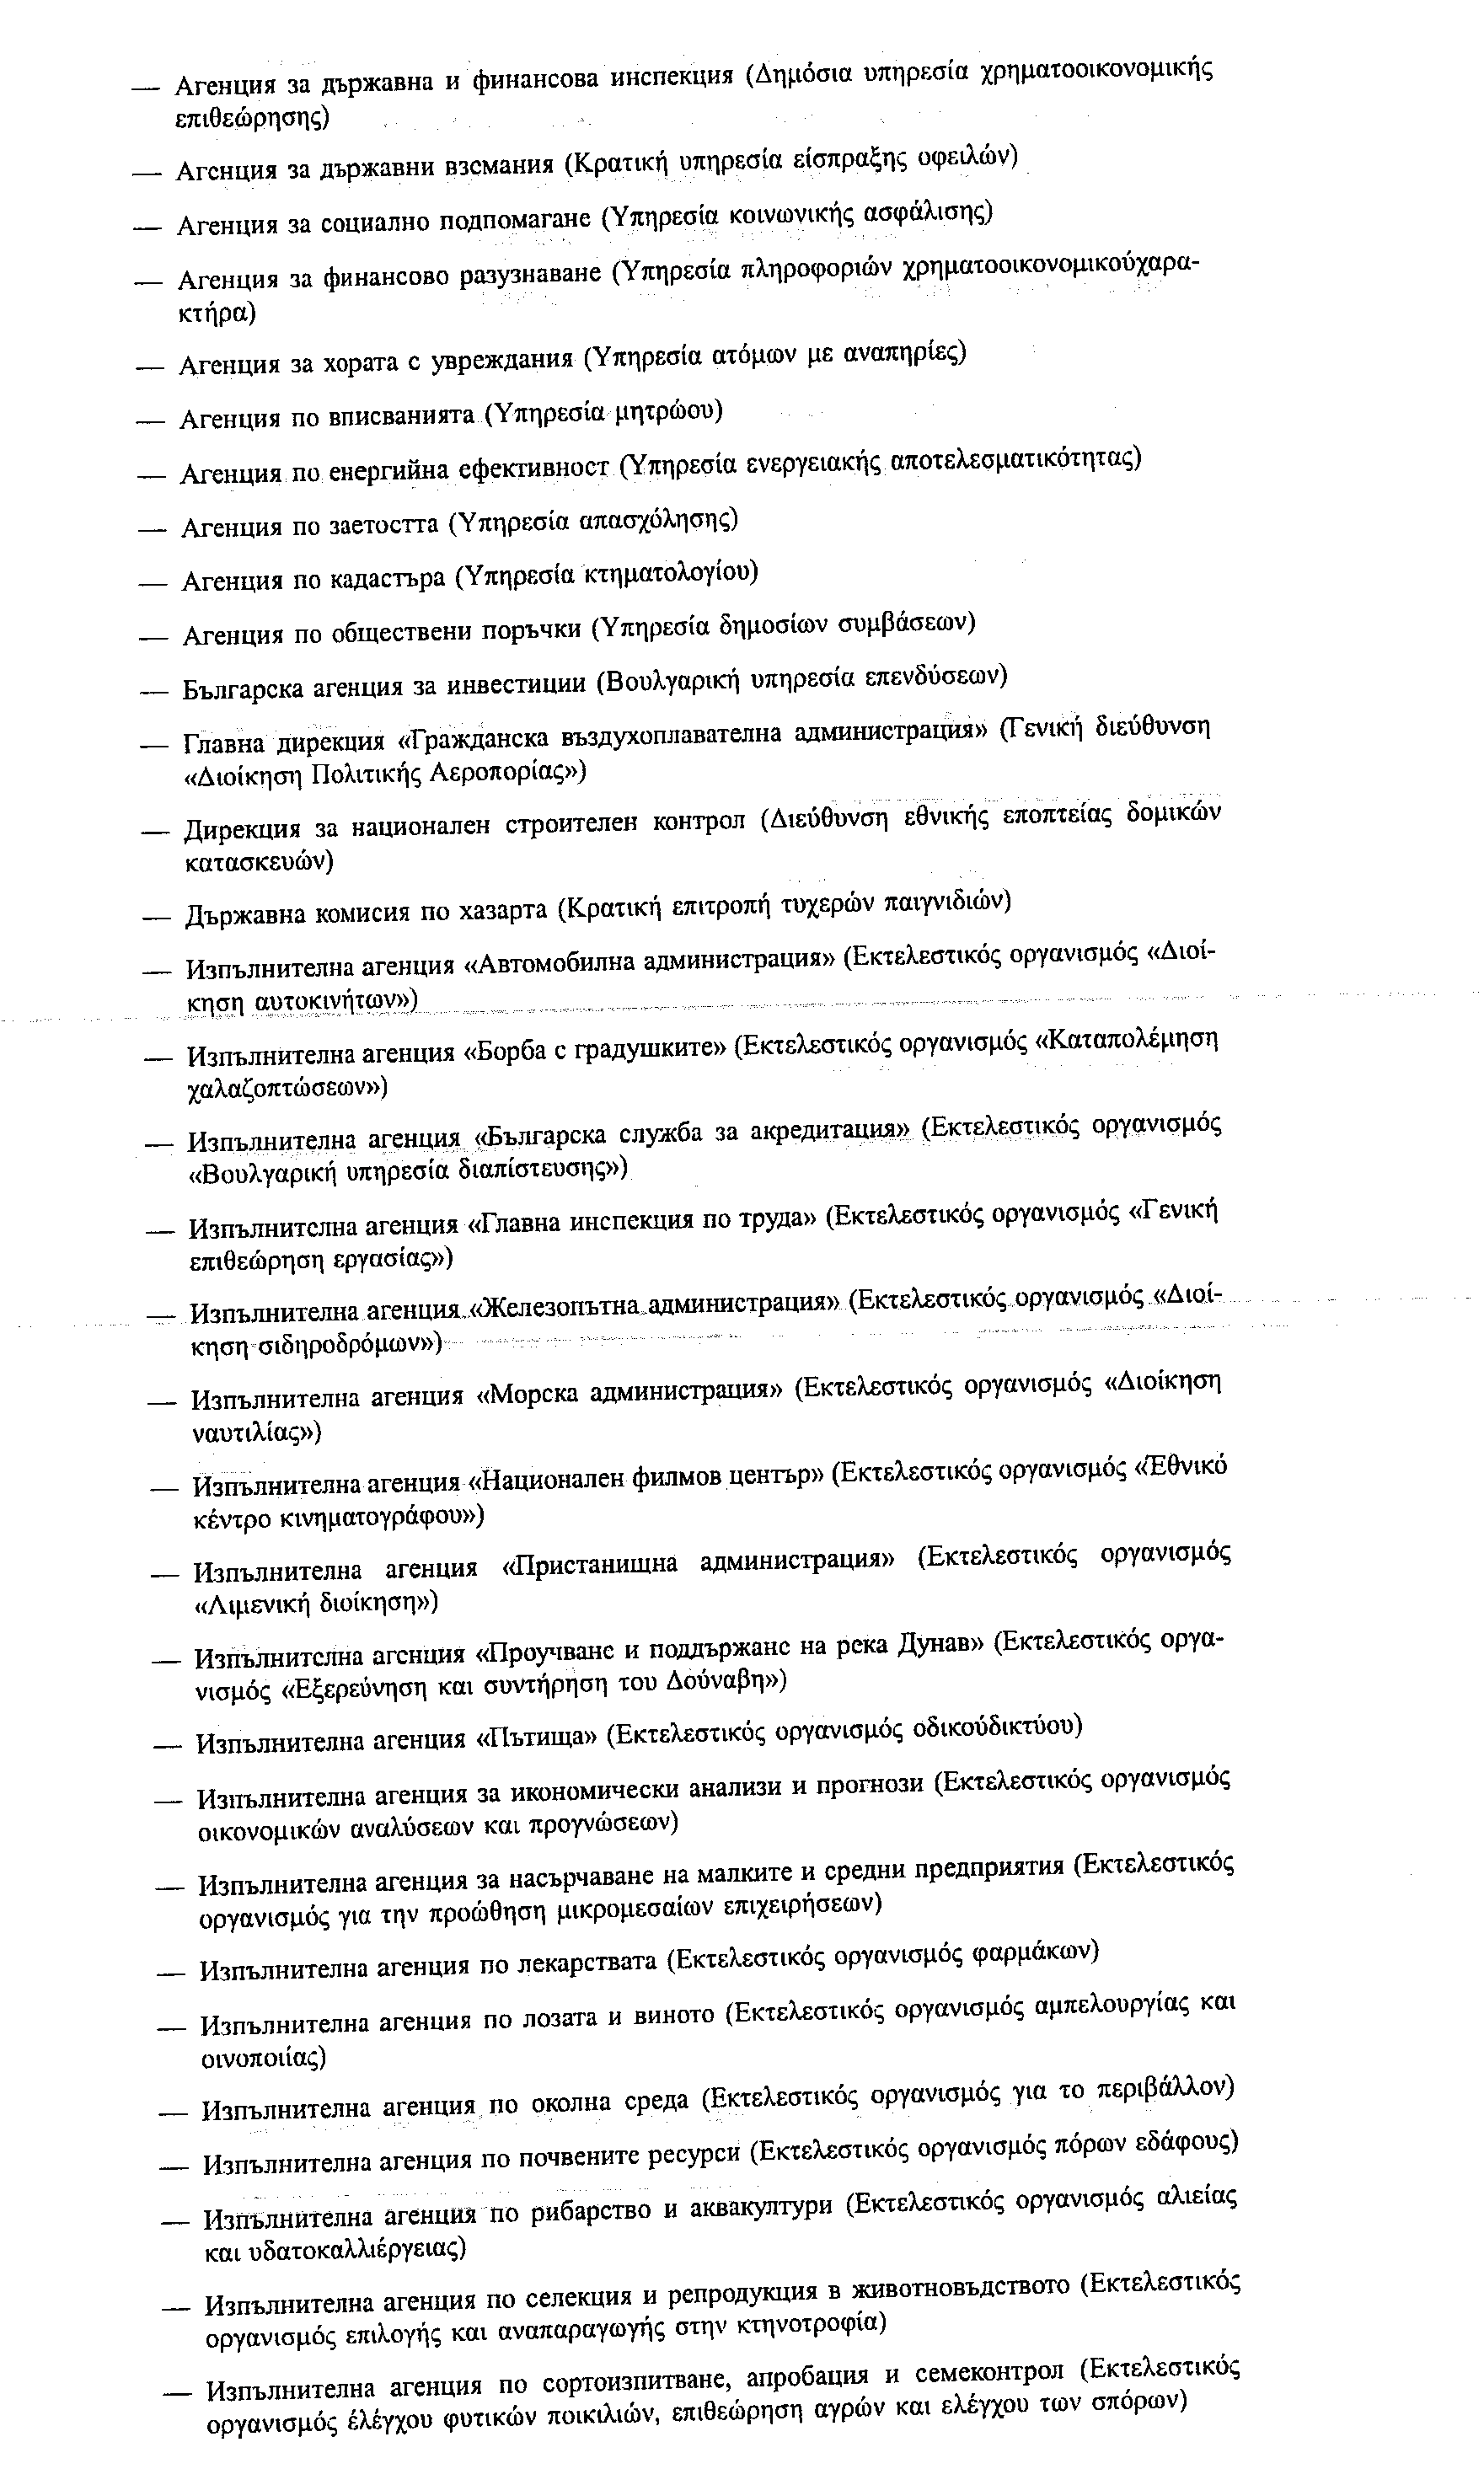 — Агенция за държавна и финансова инспекция (Δημόσια υπηρεσία χρηματοοικονομικής
επιθεώρησης)
— Агенция за държавни вземания (Κρατική υπηρεσία είσπραξης οφειλών)
— Агенция за социално подпомагане (Υπηρεσία κοινωνικής ασφάλισης)
— Агенция за финансово разузнаване (Υπηρεσία πληροφοριών χρηματοοικονομικούχαρα-
κτήρα)
— Агенция за хората с увреждания (Υπηρεσία ατόμων με αναπηρίες)
— Агенция по вписванията (Υπηρεσία μητρώου)
— Агенция по енергийна ефективност (Υπηρεσία ενεργειακής αποτελεσματικότητας)
— Агенция по заетостта (Υπηρεσία απασχόλησης)
— Агенция по кадастъра (Υπηρεσία κτηματολογίου)
— Агенция по обществени поръчки (Υπηρεσία δημοσίων συμβάσεων)
— Българска агенция за инвестиции (Βουλγαρική υπηρεσία επενδύσεων)
— Главна дирекция «Гражданска въздухоплавателна администрация» (Γενική διεύθυνση
«Διοίκηση Πολιτικής Αεροπορίας»)
— Дирекция за национален строителен контрол (Διεύθυνση εθνικής εποπτείας δομικών
κατασκευών)
— Държавна комисия по хазарта (Κρατική επιτροπή τυχερών παιγνιδιών)
— Изпълнителна агенция «Автомобилна администрация» (Εκτελεστικός οργανισμός «Διοί-
κηση αυτοκινήτων»)
— Изпълнителна агенция «Борба с градушките» (Εκτελεστικός οργανισμός «Καταπολέμηση
χαλαζοπτώσεων»)
— Изпълнителна агенция «Българска служба за акредитация» (Εκτελεστικός οργανισμός
«Βουλγαρική υπηρεσία διαπίστευσης»)
— Изпълнителна агенция «Главна инспекция по труда» (Εκτελεστικός οργανισμός «Γενική
επιθεώρηση εργασίας»)
— Изпълнителна агенция «Железопътна администрация» (Εκτελεστικός οργανισμός «Διοί-
κηση σιδηροδρόμων»)
— Изпълнителна агенция «Морска администрация» (Εκτελεστικός οργανισμός «Διοίκηση
ναυτιλίας»)
— Изпълнителна агенция «Национален филмов център» (Εκτελεστικός οργανισμός «Έθνικό
κέντρο κινηματογράφου»)
— Изпълнителна агенция «Пристанищна администрация» (Εκτελεστικός οργανισμός
«Λιμενική διοίκηση»)
— Изпълнителна агенция «Проучване и поддържане на река Дунав» (Εκτελεστικός οργα-
νισμός «Εξερεύνηση και συντήρηση του Δούναβη»)
— Изпълнителна агенция «Пътища» (Εκτελεστικός οργανισμός οδικούδικτύου)
— Изпълнителна агенция за икономически анализи и прогнози (Εκτελεστικός οργανισμός
οικονομικών αναλύσεων και προγνώσεων)
— Изпълнителна агенция за насърчаване на малките и средни предприятия (Εκτελεστικός
οργανισμός για την προώθηση μικρομεσαίων επιχειρήσεων)
— Изпълнителна агенция по лекарствата (Εκτελεστικός οργανισμός φαρμάκων)
— Изпълнителна агенция по лозата и виното (Εκτελεστικός οργανισμός αμπελουργίας και
οινοποιίας)
— Изпълнителна агенция по околна среда (Εκτελεστικός οργανισμός για το περιβάλλον)
— Изпълнителна агенция по почвените ресурси (Εκτελεστικός οργανισμός πόρων εδάφους)
— Изпълнителна агенция по рибарство и аквакултури (Εκτελεστικός οργανισμός αλιείας
και υδατοκαλλιέργειας)
— Изпълнителна агенция по селекция и репродукция в животновъдството (Εκτελεστικός
οργανισμός επιλογής και αναπαραγωγής στην κτηνοτροφία)
— Изпълнителна агенция по сортоизпитване, апробация и семеконтрол (Εκτελεστικός
οργανισμός έλέγχου φυτικών ποικιλιών, επιθεώρηση αγρών και ελέγχου των σπόρων)